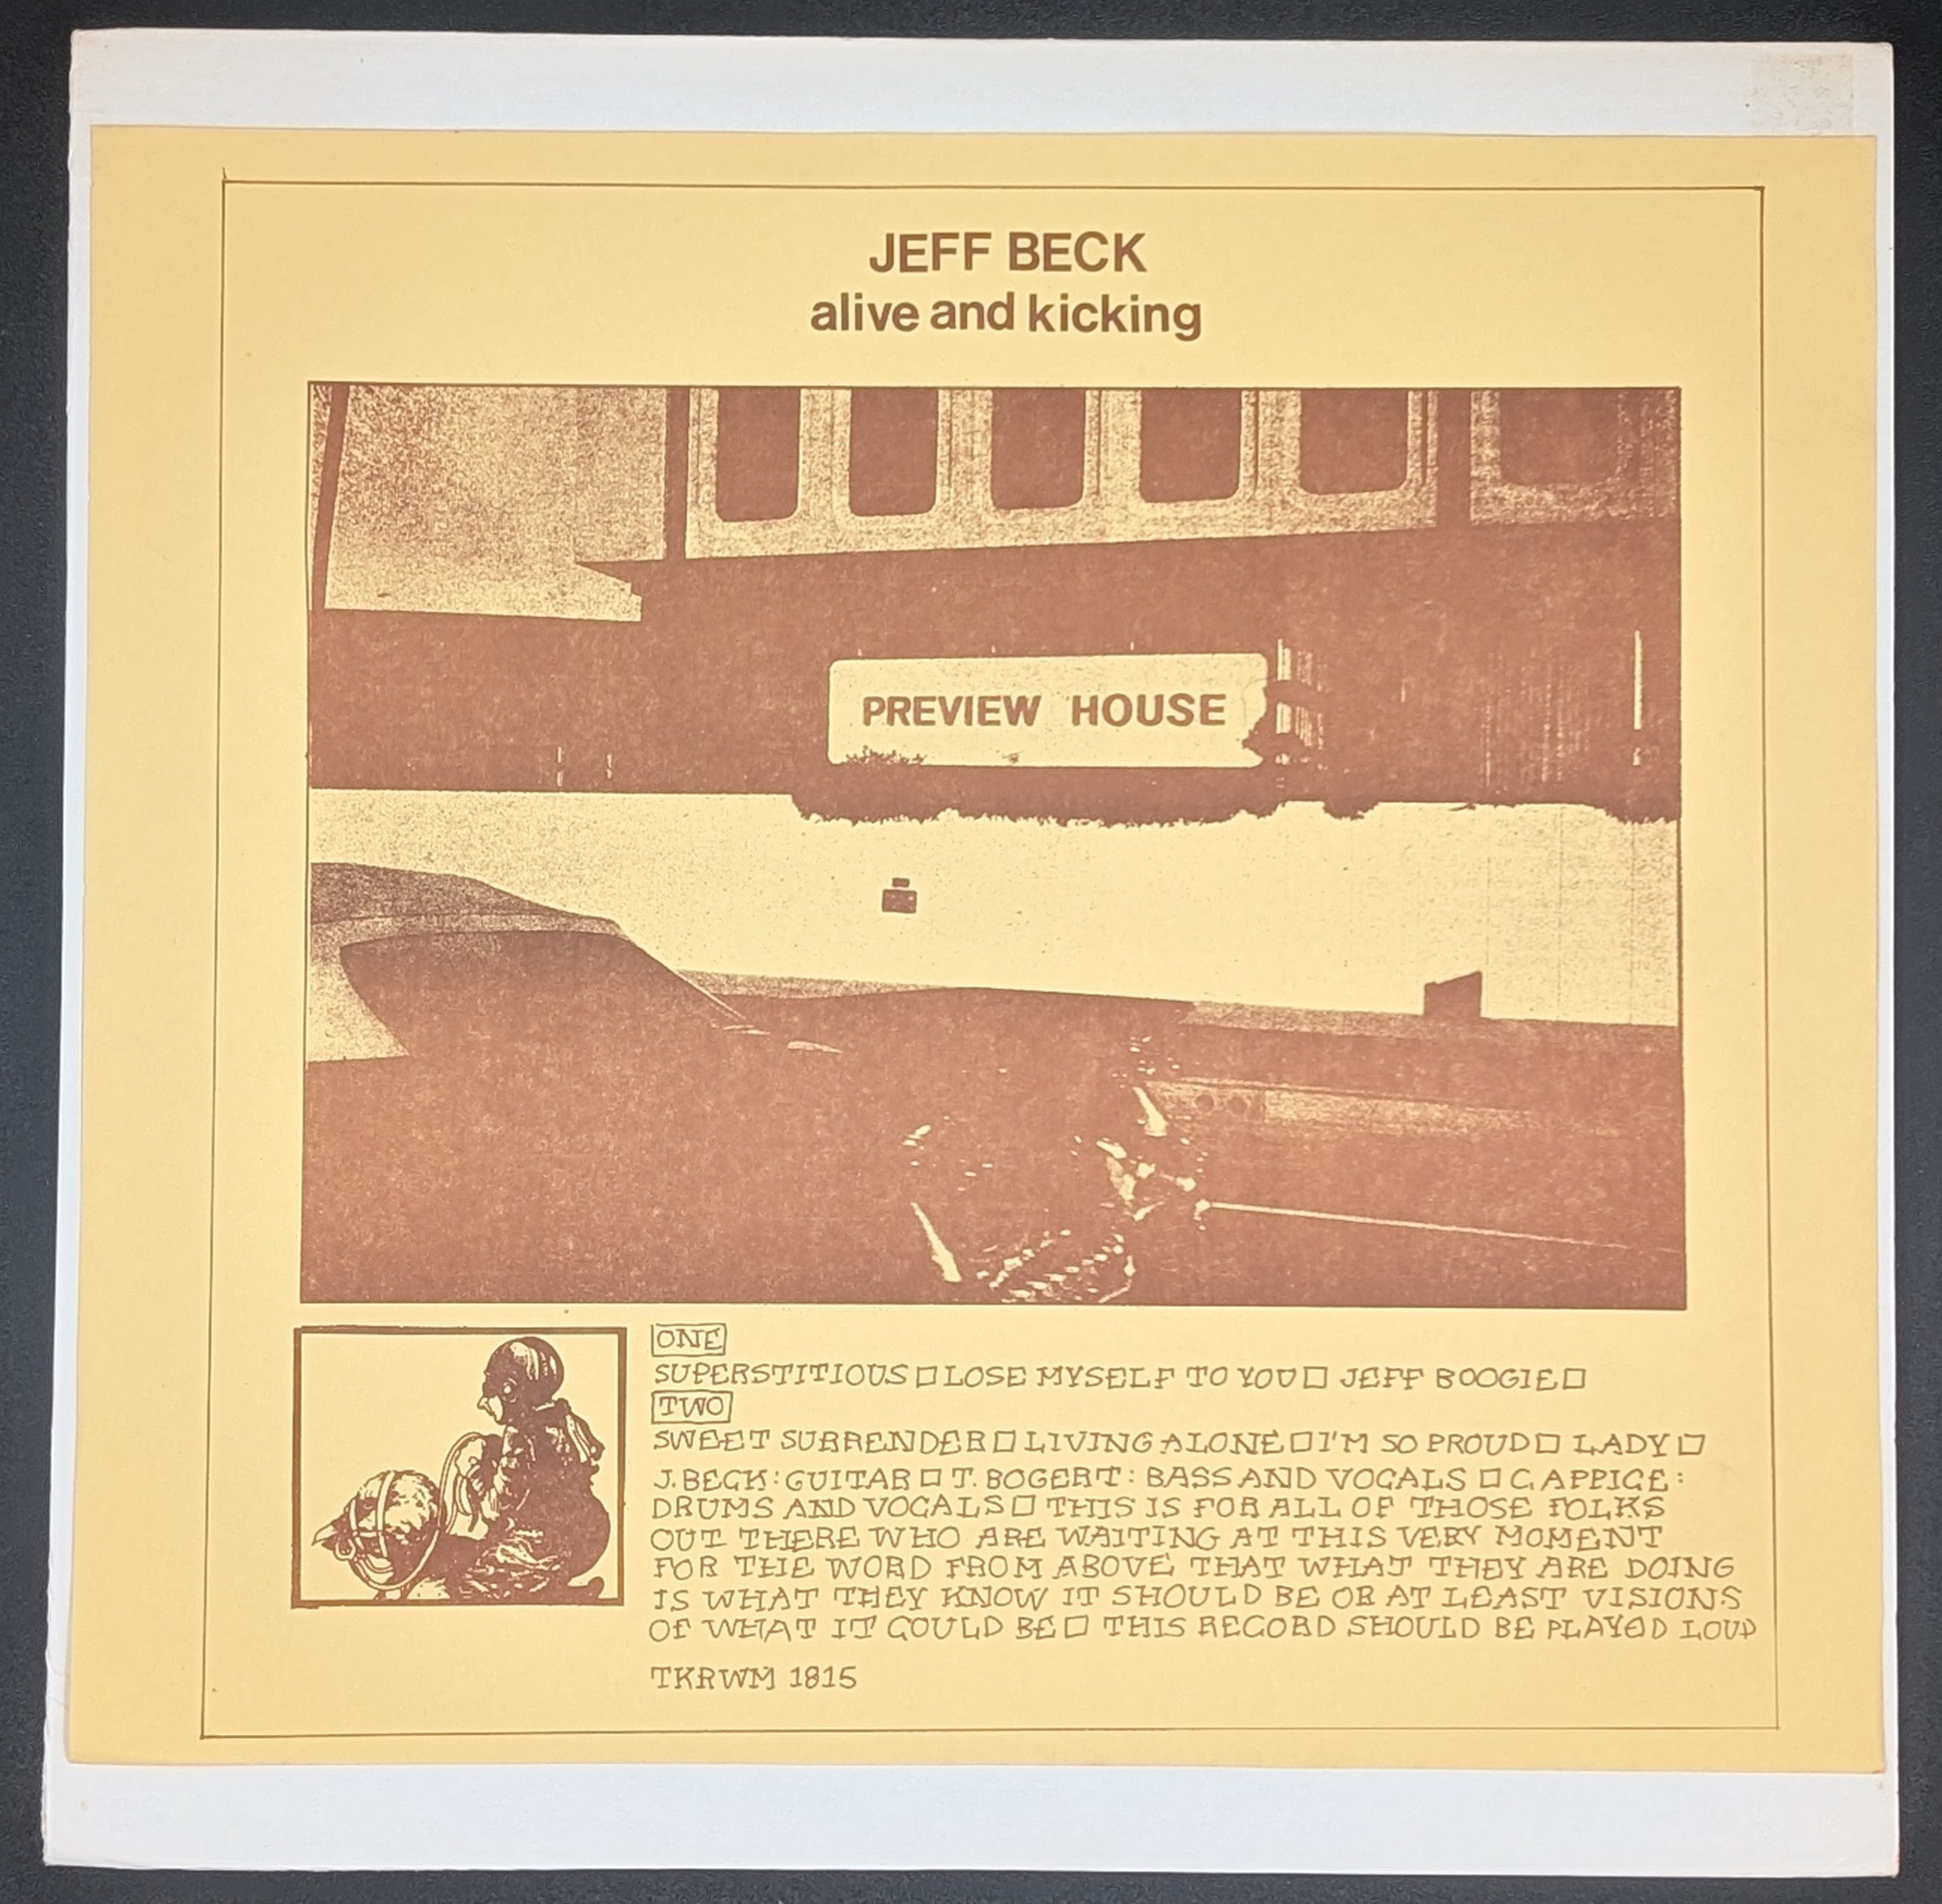 JEFF BECK
alive and kicking
PREVIEW HOUSE
ONE
SUPERSTITIOUS □ LOSE MYSELF TO YOU □ JEFF BOOGIE □
TWO
SWEET SURRENDER □ LIVING ALONE □ I'M SO PROUD □ LADY □
J. BECK: GUITAR □ T. BOGERT: BASS AND VOCALS □ C. APPICE:
DRUMS AND VOCALS □ THIS IS FOR ALL OF THOSE FOLKS
OUT THERE WHO ARE WAITING AT THIS VERY MOMENT
FOR THE WORD FROM ABOVE THAT WHAT THEY ARE DOING
IS WHAT THEY KNOW IT SHOULD BE OR AT LEAST VISIONS
OF WHAT IT COULD BE □ THIS RECORD SHOULD BE PLAYED LOUD
TKRWM 1815